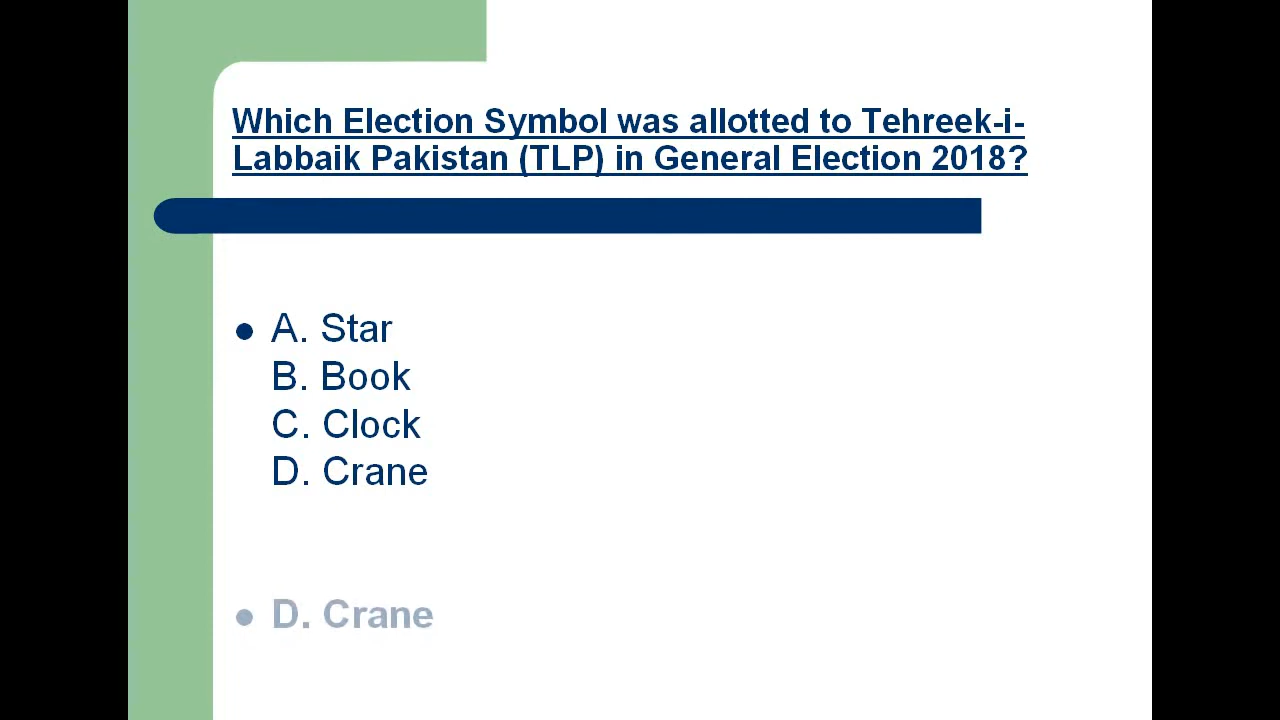 Which Election Symbol was allotted to Tehreek-i-
Labbaik Pakistan (TLP) in General Election 2018?
A. Star
B. Book
C. Clock
D. Crane
D. Crane